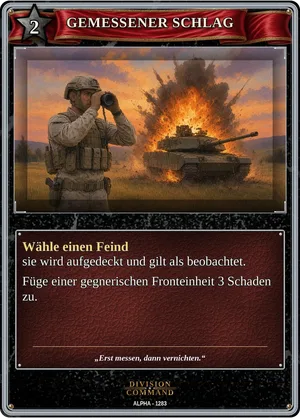 2
GEMESSENER SCHLAG
Wähle einen Feind
sie wird aufgedeckt und gilt als beobachtet.
Füge einer gegnerischen Fronteinheit 3 Schaden
zu.
„Erst messen, dann vernichten.“
DIVISION
COMMAND
ALPHA - 1283